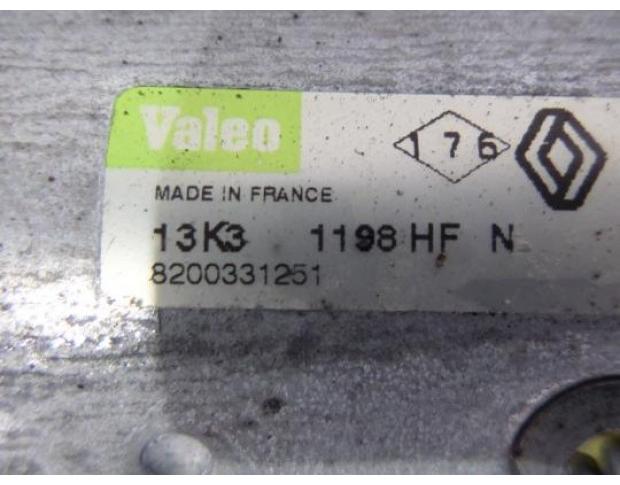 Valeo
176
MADE IN FRANCE
13K3 1198 HF N
8200331251